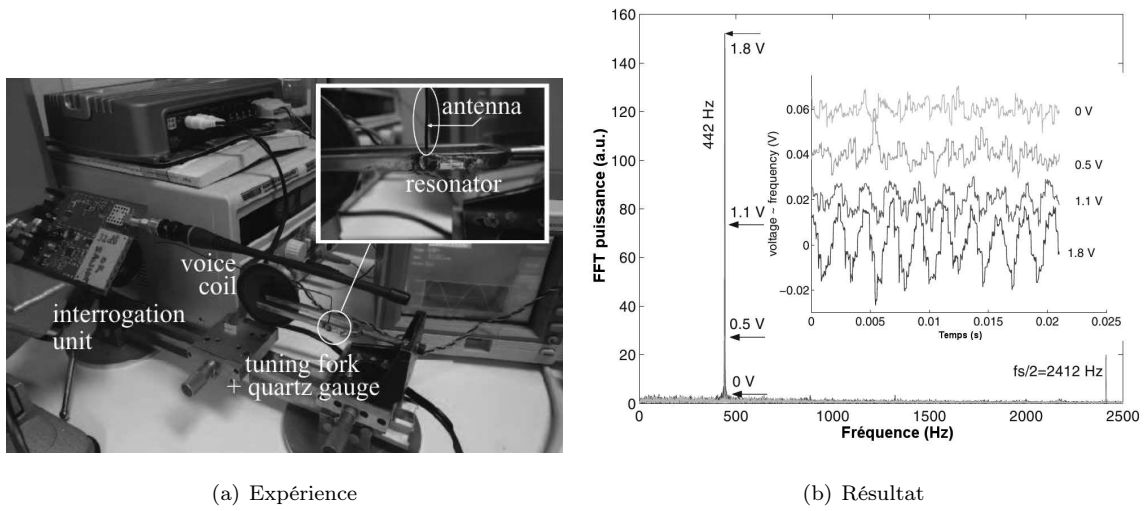 antenna
resonator
voice
coil
interrogation
unit
tuning fork
+ quartz gauge
(a) Expérience
160
140
120
100
80
60
40
20
0
FFT puissance (a.u.)
0
500
1000
1500
2000
2500
Fréquence (Hz)
442 Hz
1.8 V
1.1 V
0.5 V
0 V
fs/2=2412 Hz
0.06
0.04
0.02
0
−0.02
voltage ~ frequency (V)
0
0.005
0.01
0.015
0.02
0.025
Temps (s)
0 V
0.5 V
1.1 V
1.8 V
(b) Résultat